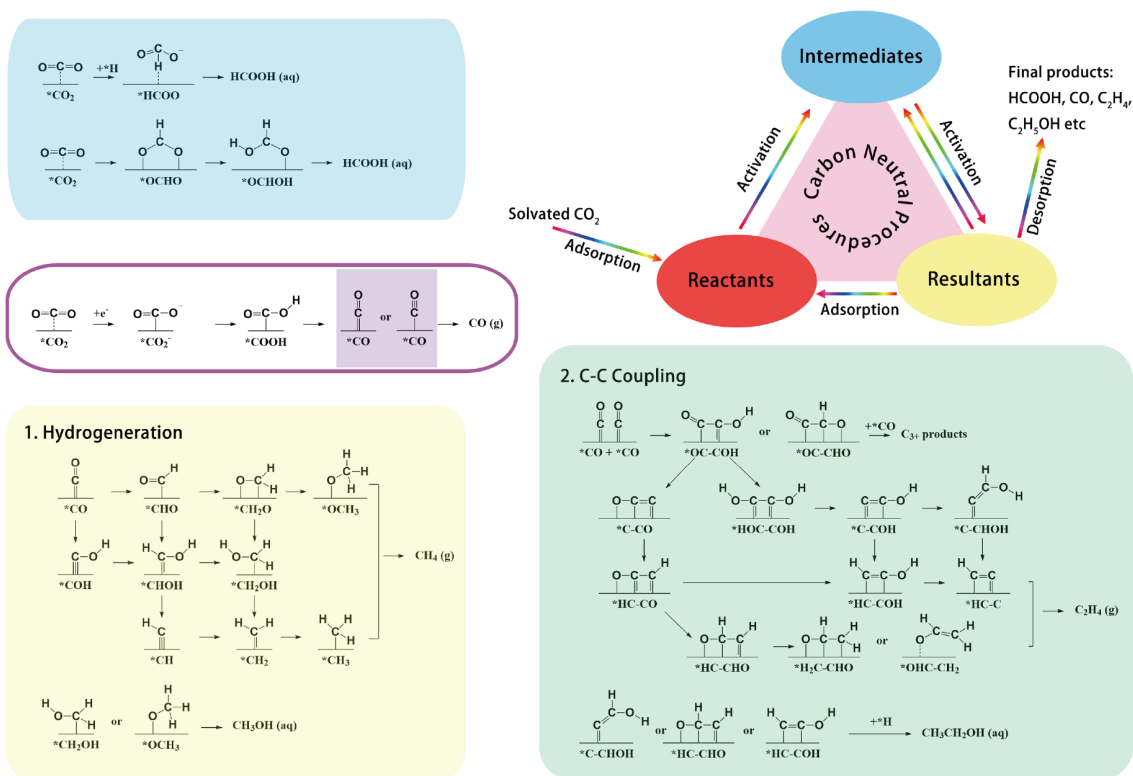 O=C=O
+*H
O
C
O⁻
H
*CO₂
*HCOO
HCOOH (aq)
O=C=O
H
C
O O
H
HO C O
*CO₂
*OCHO
*OCHOH
HCOOH (aq)
Intermediates
Final products:
HCOOH, CO, C₂H₄,
C₂H₅OH etc
Activation
Activation
Desorption
Carbon Neutral Procedures
Solvated CO₂
Adsorption
Reactants
Resultants
Adsorption
O=C=O
+e⁻
O=C-O⁻
O=C-O-H
O=C
or
O=C
*CO₂
*CO₂⁻
*COOH
*CO
*CO
CO (g)
1. Hydrogeneration
O C
O C H
O C H H
O C H H H
*CO
*CHO
*CH₂O
*OCH₃
C O H
H C O H
H O C H H
*COH
*CHOH
*CH₂OH
CH₄ (g)
H C
H C H
H C H H
*CH
*CH₂
*CH₃
H O C H H
or
O C H H H
*CH₂OH
*OCH₃
CH₃OH (aq)
2. C-C Coupling
O O C C
O C C O H
or
O C H C O
+*CO
C₃₊ products
*CO + *CO
*OC-COH
*OC-CHO
O C C
H O C C O H
C C O H
C C H O H
*C-CO
*HOC-COH
*C-COH
*C-CHOH
O C C H
H C C O H
H C C
*HC-CO
*HC-COH
*HC-C
C₂H₄ (g)
O C H C H
O C H C H H
or
O C H C H H
*HC-CHO
*H₂C-CHO
*OHC-CH₂
C C H O H
or
O C H C H
or
H C C O H
+*H
*C-CHOH
*HC-CHO
*HC-COH
CH₃CH₂OH (aq)